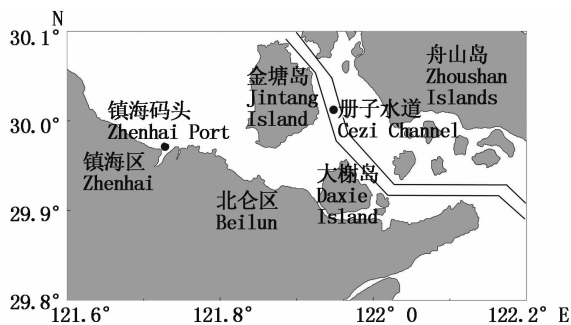 N
30.1°
30.0°
29.9°
29.8°
金塘岛
Jintang
Island
舟山岛
Zhoushan
Islands
镇海码头
Zhenhai Port
册子水道
Cezi Channel
镇海区
Zhenhai
大榭岛
Daxie
Island
北仑区
Beilun
121.6°
121.8°
122° O
122.2° E